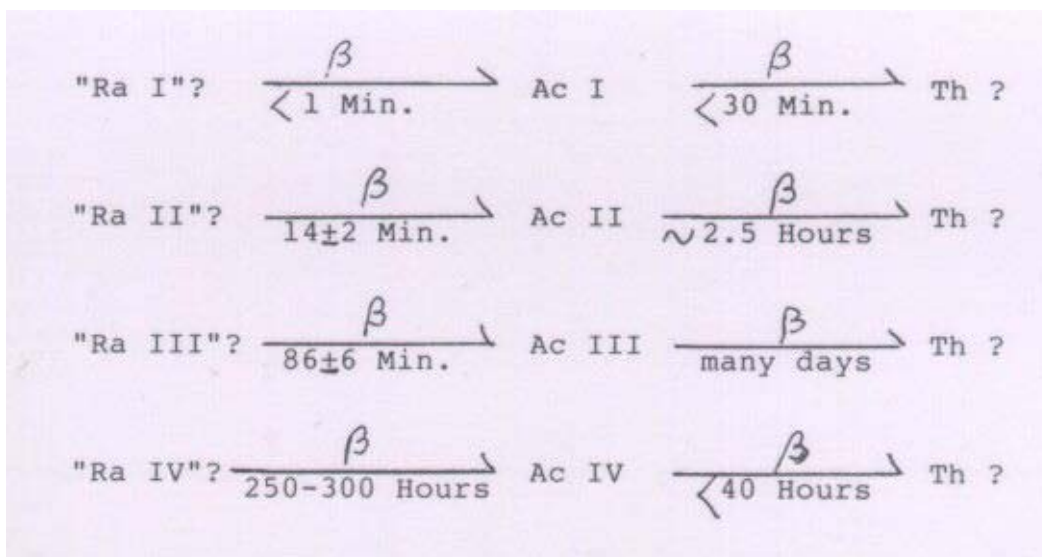 β β
"Ra I"? <1 Min. Ac I <30 Min. Th ?
β β
"Ra II"? 14±2 Min. Ac II ~2.5 Hours Th ?
β β
"Ra III"? 86±6 Min. Ac III many days Th ?
β β
"Ra IV"? 250-300 Hours Ac IV <40 Hours Th ?